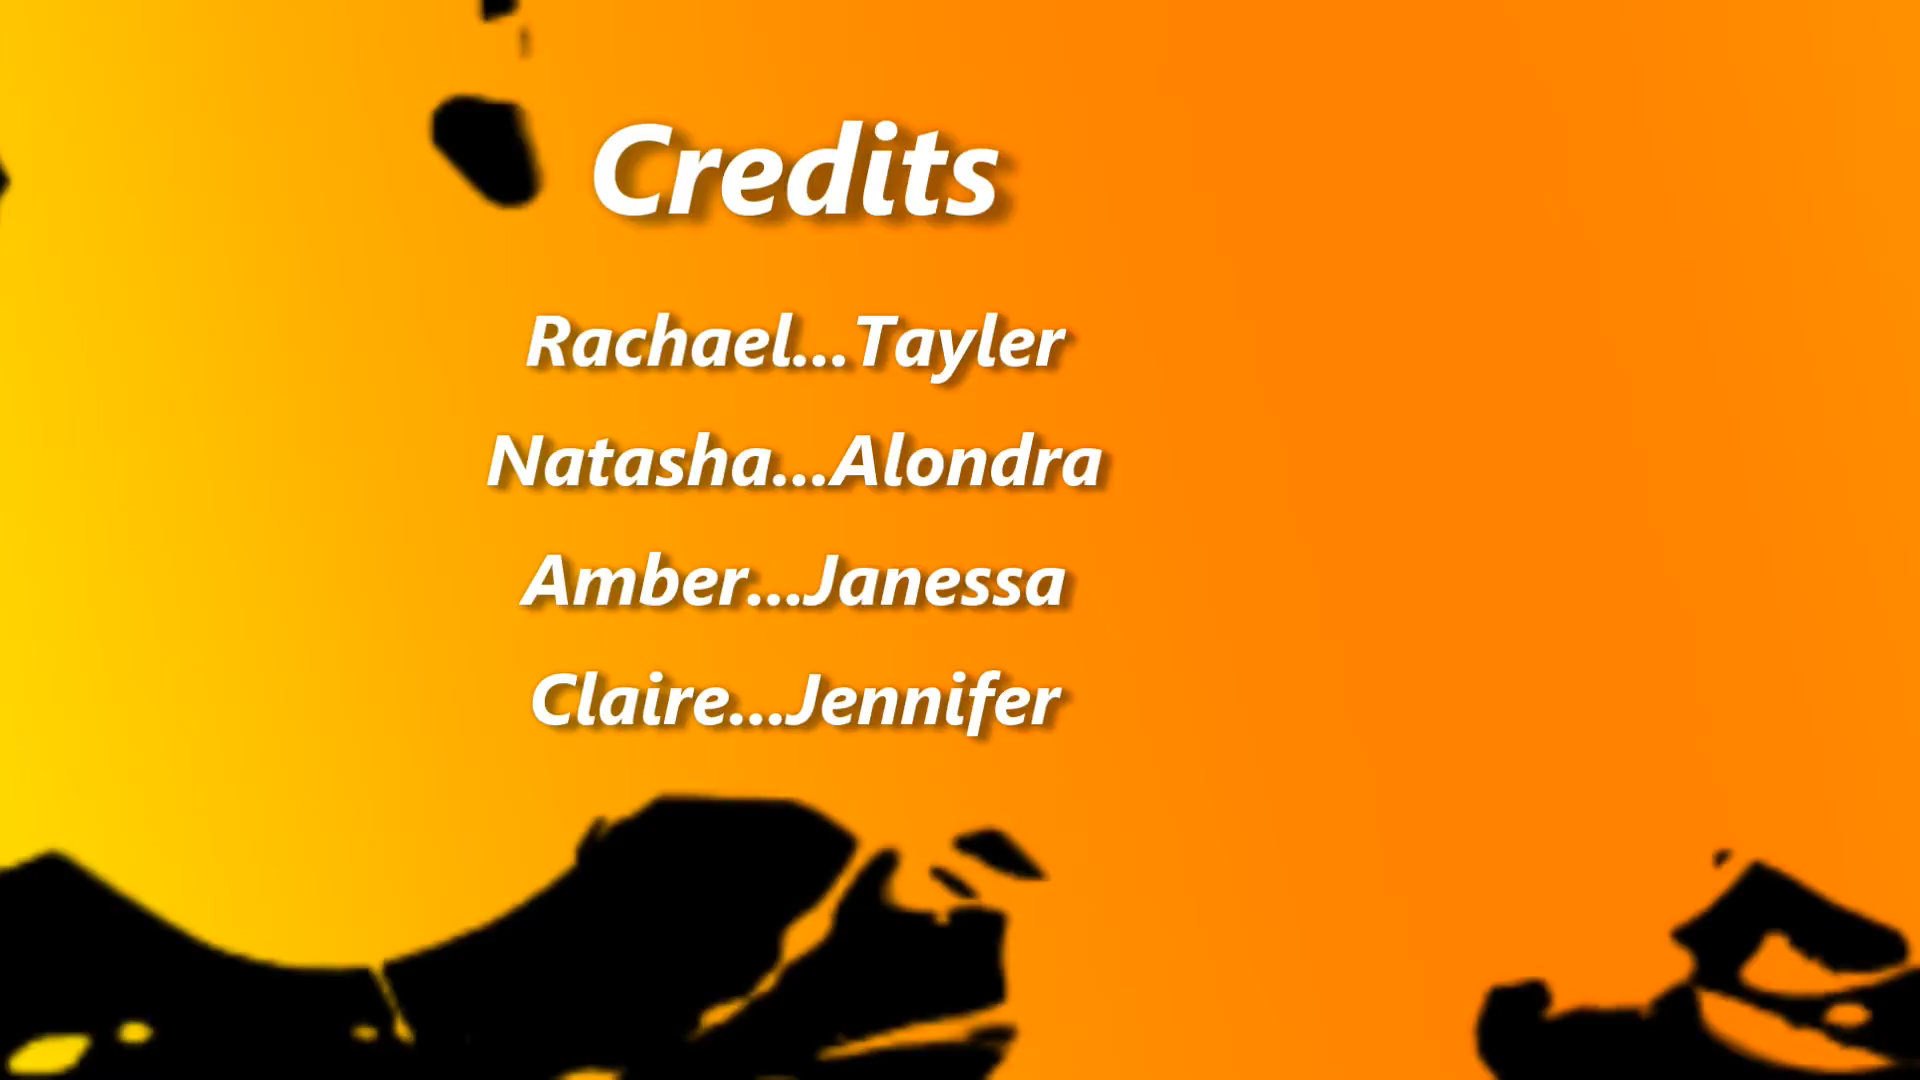 Credits
Rachael...Tayler
Natasha...Alondra
Amber...Janessa
Claire...Jennifer